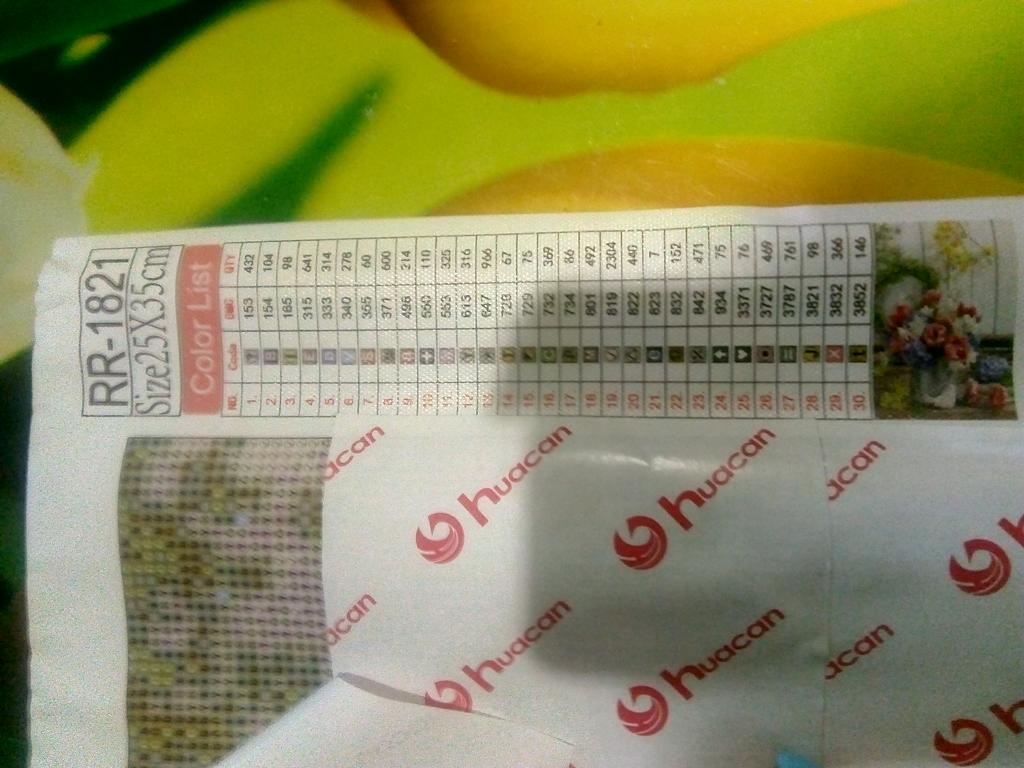 RR-1821
Size25X35cm
Color List
NO. Code DMC QTY
1. 153 432
2. B 154 104
3. 165 98
4. E 315 641
5. 333 314
6. V 340 278
7. S 355 60
8. 371 600
9. 498 214
10. 550 110
11. 553 325
12. 613 316
13. 647 966
14. 67
15. 729 75
16. 732 369
17. 734 86
18. M 801 492
19. 819 2304
20. 822 440
21. 823 7
22. 832 152
23. 842 471
24. 934 75
25. ♥ 3371 76
26. 3727 469
27. 3787 761
28. J 3821 98
29. X 3832 366
30. 3852 146
acan
huacan
huacan
acan
acan
huacan
huacan
acan
h